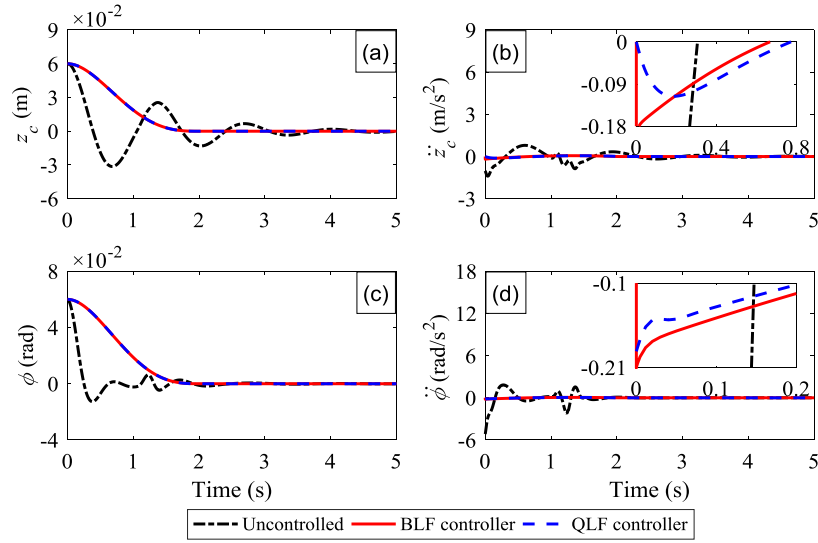 ×10⁻²
9
6
3
0
-3
-6
z_c (m)
(a)
0 1 2 3 4 5
9
6
3
0
-3
z̈_c (m/s²)
(b)
0
-0.09
-0.18
0 0.4 0.8
0 1 2 3 4 5
×10⁻²
8
4
0
-4
ϕ (rad)
(c)
0 1 2 3 4 5
Time (s)
18
12
6
0
-6
ϕ̈ (rad/s²)
(d)
-0.1
-0.21
0 0.1 0.2
0 1 2 3 4 5
Time (s)
Uncontrolled BLF controller QLF controller